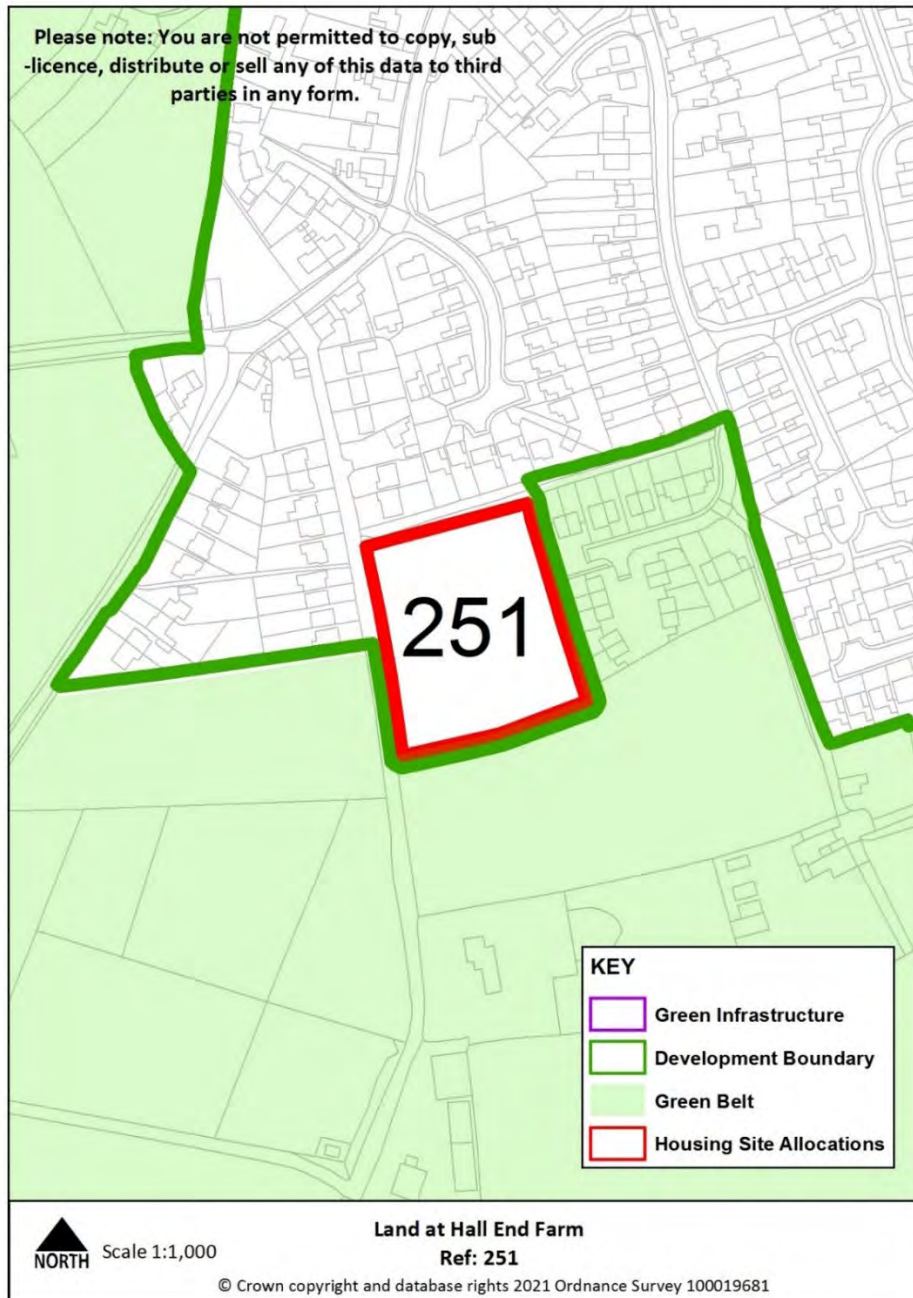 Please note: You are not permitted to copy, sub
-licence, distribute or sell any of this data to third
parties in any form.
251
KEY
Green Infrastructure
Development Boundary
Green Belt
Housing Site Allocations
NORTH
Scale 1:1,000
Land at Hall End Farm
Ref: 251
© Crown copyright and database rights 2021 Ordnance Survey 100019681